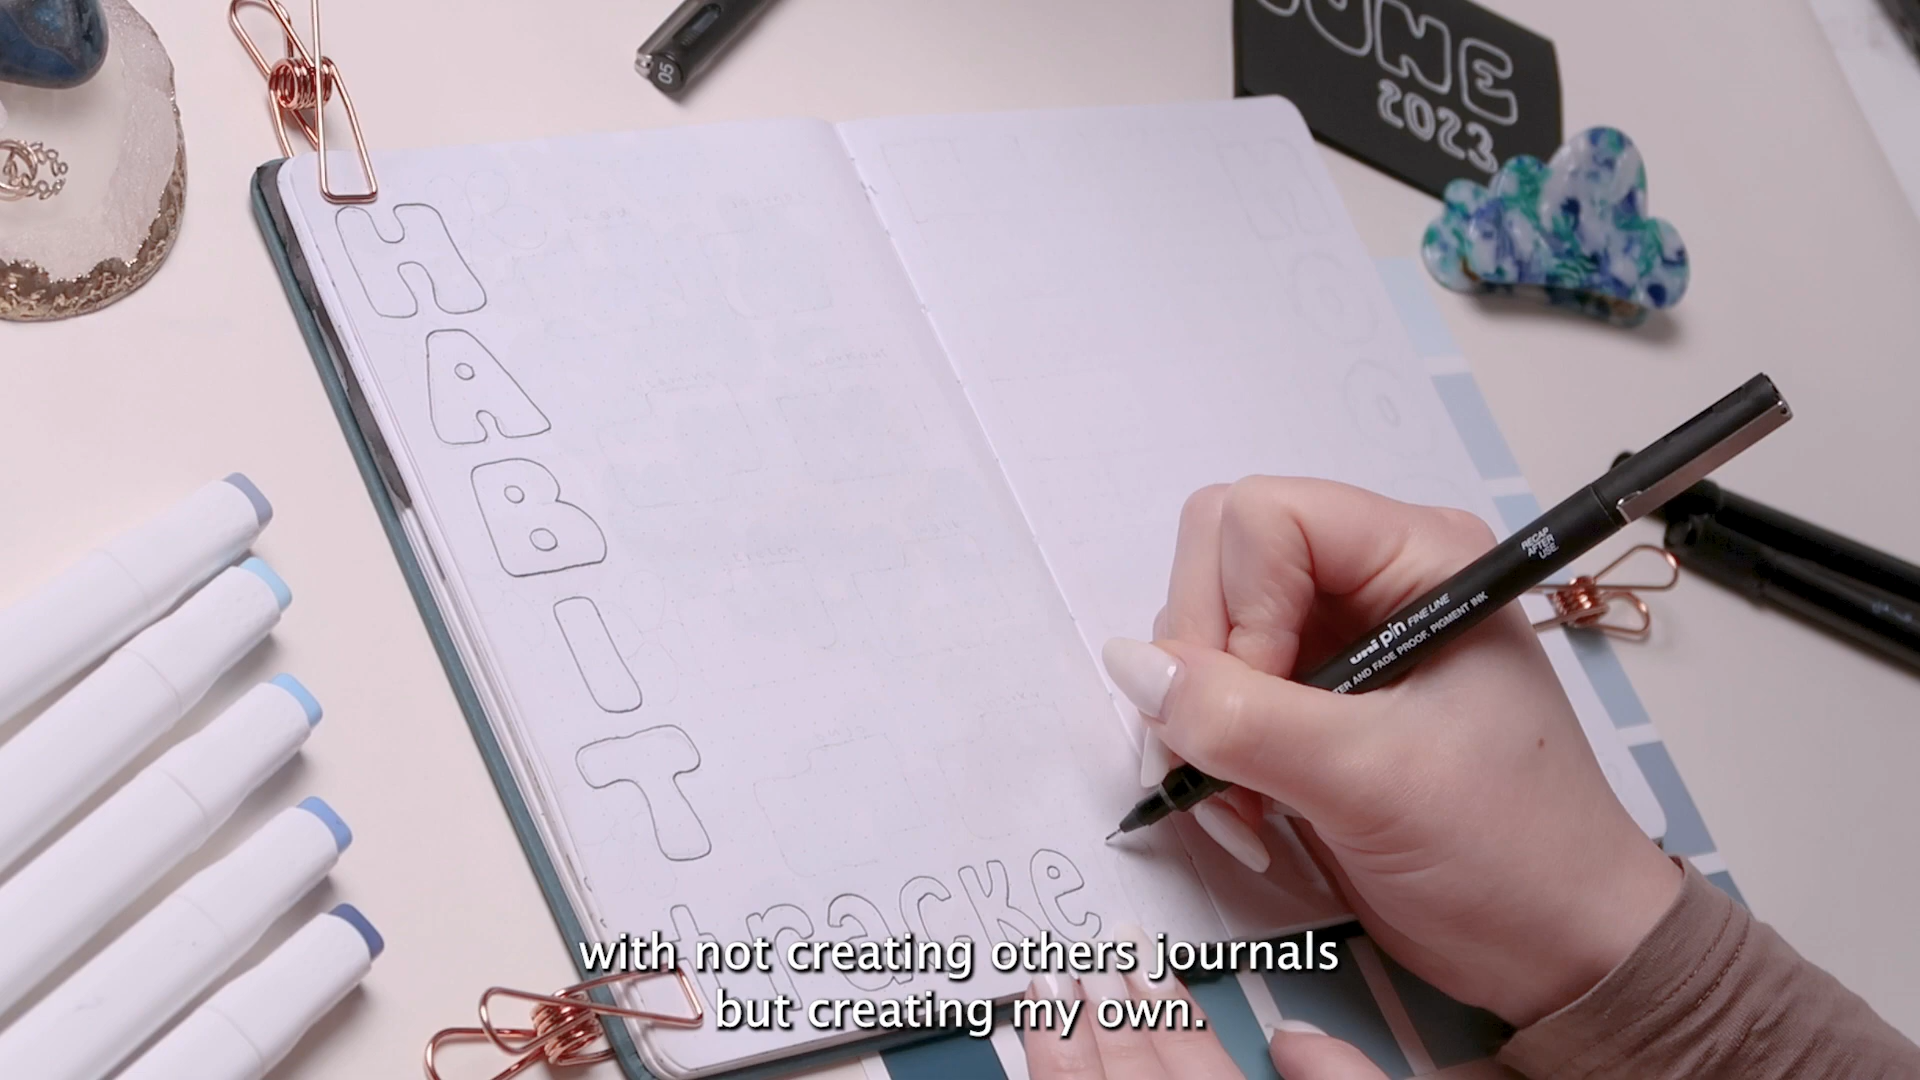 05
JUNE
2023
HABIT
tracke
RECAP
AFTER
USE.
uni pin FINE LINE
TER AND FADE PROOF, PIGMENT INK
with not creating others journals
but creating my own.